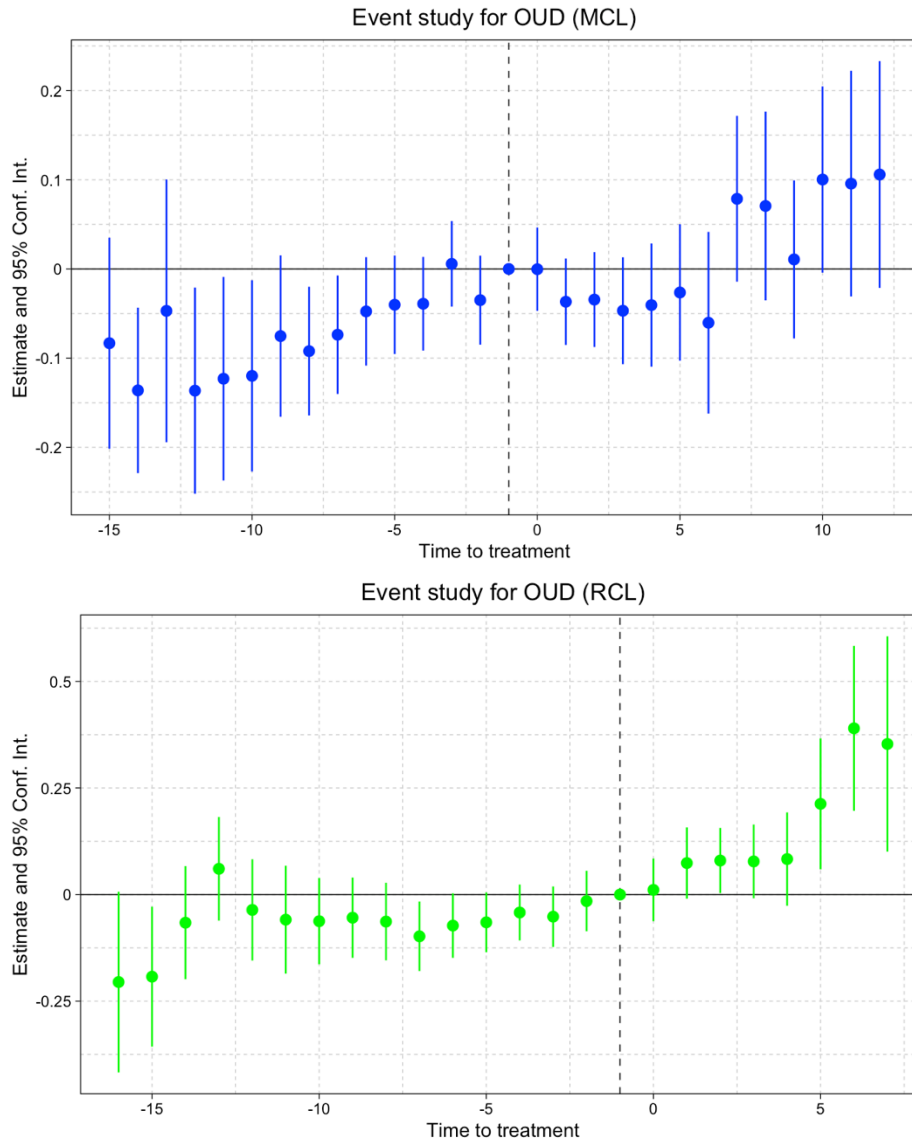 Event study for OUD (MCL)
Estimate and 95% Conf. Int.
0.2
0.1
0
-0.1
-0.2
-15 -10 -5 0 5 10
Time to treatment
Event study for OUD (RCL)
Estimate and 95% Conf. Int.
0.5
0.25
0
-0.25
-15 -10 -5 0 5
Time to treatment